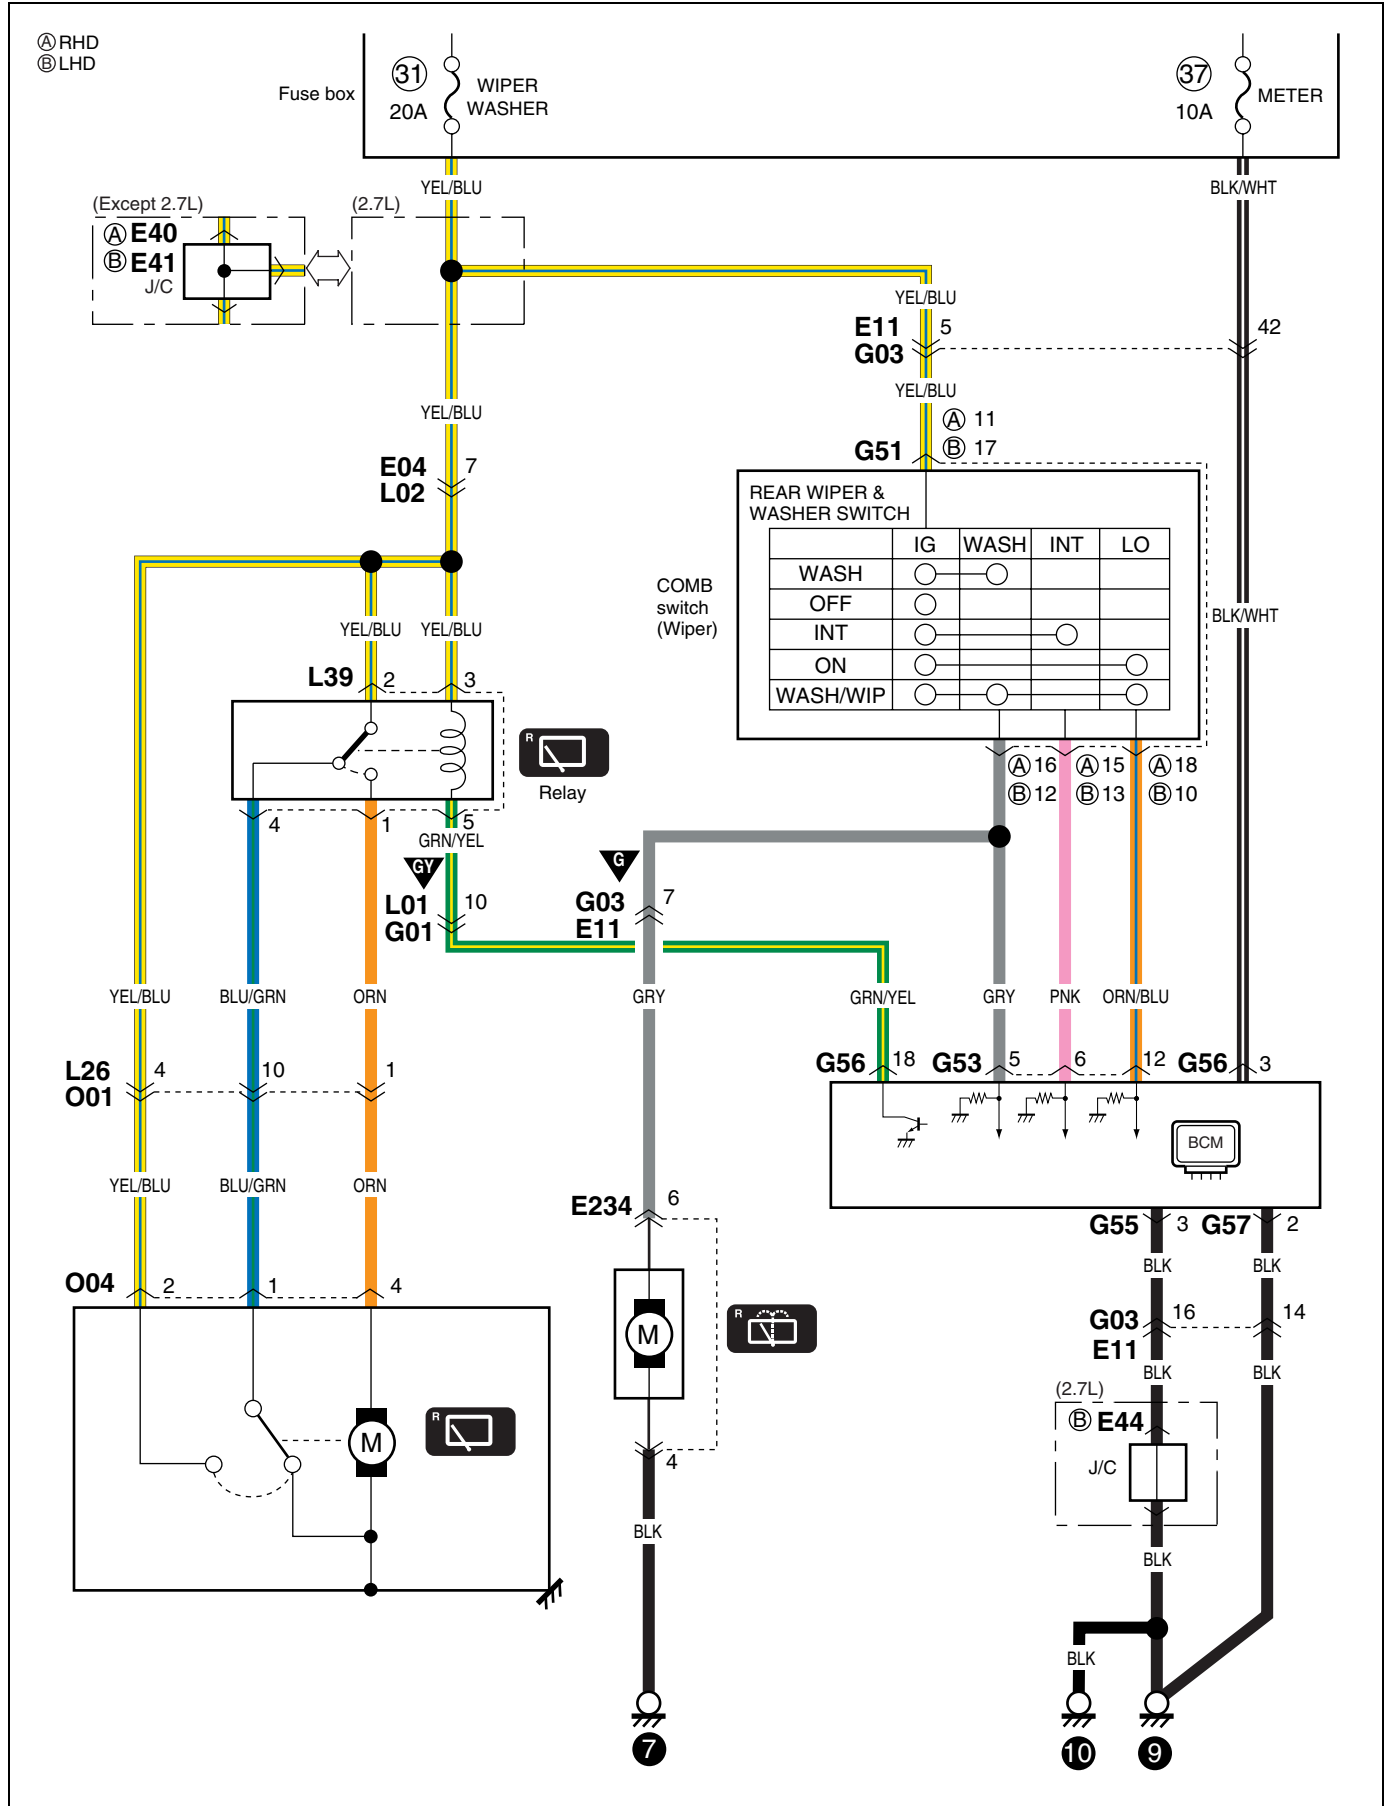 Ⓐ RHD
Ⓑ LHD
Fuse box
31
20A
WIPER
WASHER
37
10A
METER
YEL/BLU
BLK/WHT
(Except 2.7L)
(2.7L)
Ⓐ E40
Ⓑ E41
J/C
YEL/BLU
E11 5
G03
42
YEL/BLU
YEL/BLU
Ⓐ 11
G51 Ⓑ 17
E04 7
L02
REAR WIPER &
WASHER SWITCH
IG WASH INT LO
WASH
OFF
INT
ON
WASH/WIP
COMB
switch
(Wiper)
BLK/WHT
YEL/BLU YEL/BLU
L39 2 3
R
Relay
4 1 5
Ⓐ 16 Ⓐ 15 Ⓐ 18
Ⓑ 12 Ⓑ 13 Ⓑ 10
GRN/YEL
GY
G
L01 10
G01
G03 7
E11
YEL/BLU BLU/GRN ORN GRY GRN/YEL GRY PNK ORN/BLU
L26 4 10 1
O01
G56 18 G53 5 6 12 G56 3
BCM
YEL/BLU BLU/GRN ORN
E234 6
G55 3 G57 2
BLK BLK
O04 2 1 4
M
R
G03 16 14
E11
BLK BLK
(2.7L)
Ⓑ E44
J/C
M
R
4
BLK
BLK
BLK
7
10
9